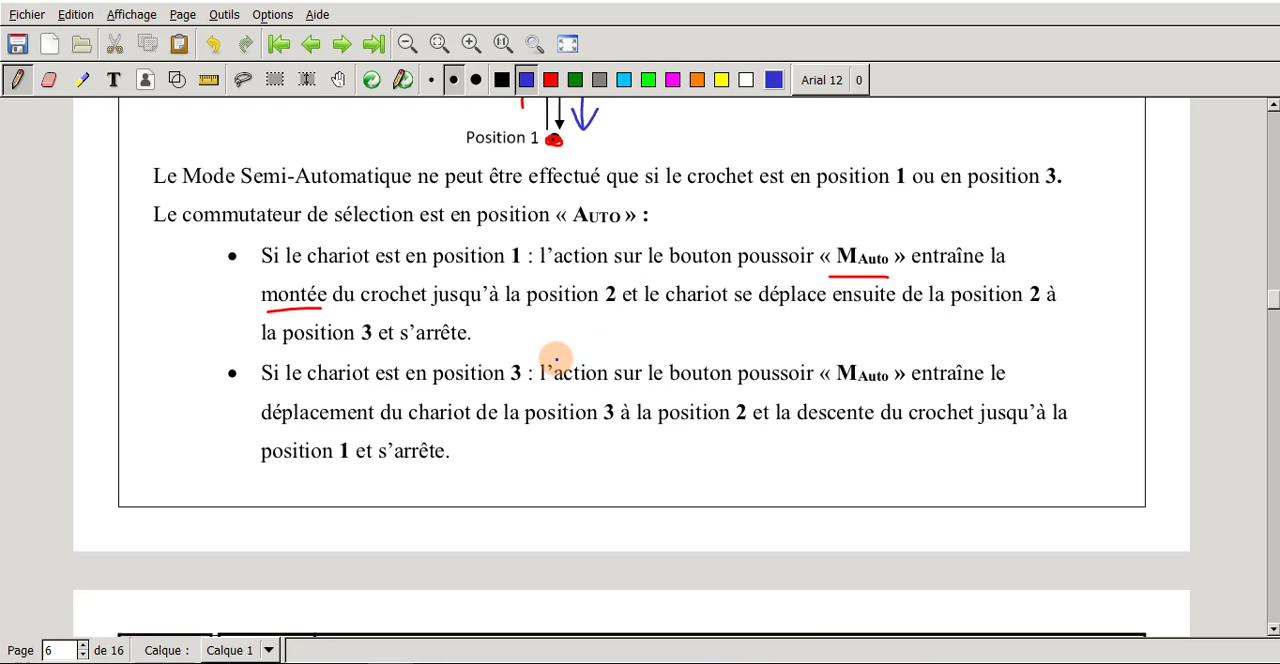 Fichier Edition Affichage Page Outils Options Aide
T Arial 12 0
Position 1
Le Mode Semi-Automatique ne peut être effectué que si le crochet est en position 1 ou en position 3.
Le commutateur de sélection est en position « AUTO » :
• Si le chariot est en position 1 : l’action sur le bouton poussoir « MAuto » entraîne la
montée du crochet jusqu’à la position 2 et le chariot se déplace ensuite de la position 2 à
la position 3 et s’arrête.
• Si le chariot est en position 3 : l’action sur le bouton poussoir « MAuto » entraîne le
déplacement du chariot de la position 3 à la position 2 et la descente du crochet jusqu’à la
position 1 et s’arrête.
Page 6 de 16 Calque : Calque 1